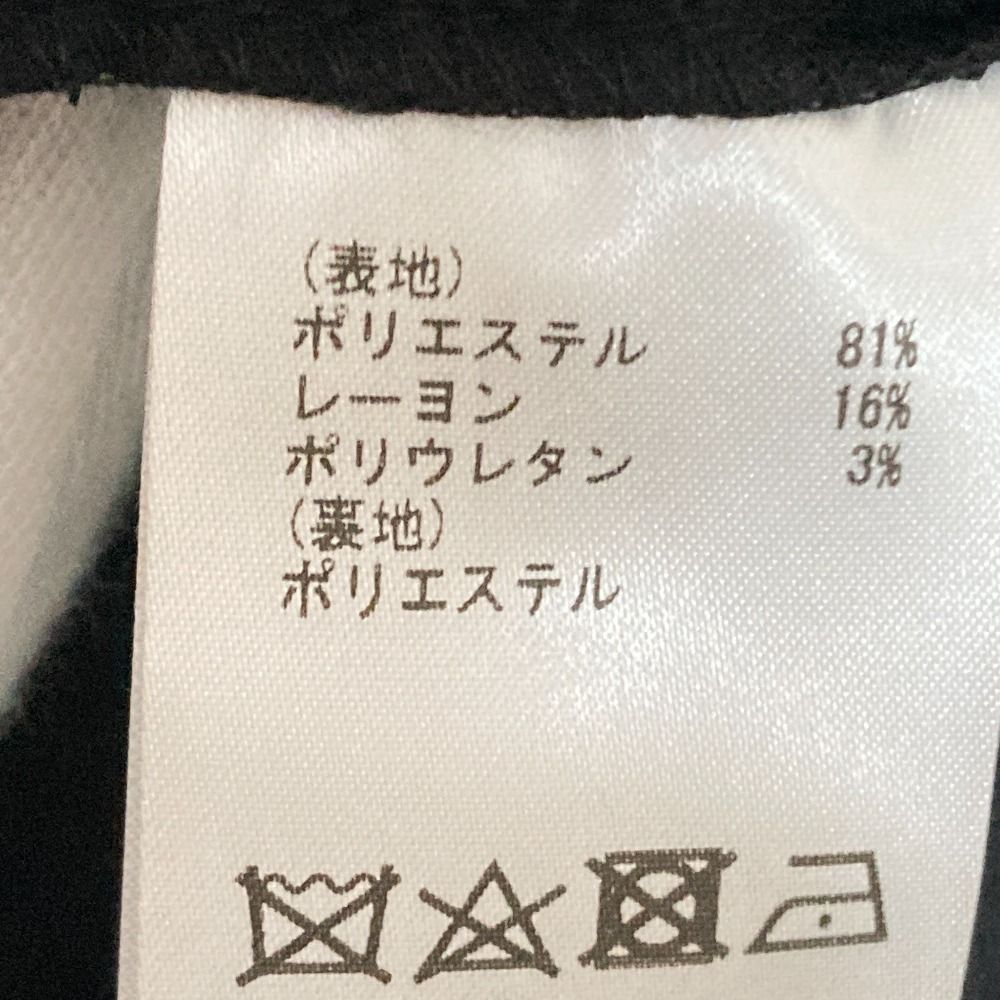 (表地)
ポリエステル 81%
レーヨン 16%
ポリウレタン 3%
(裏地)
ポリエステル